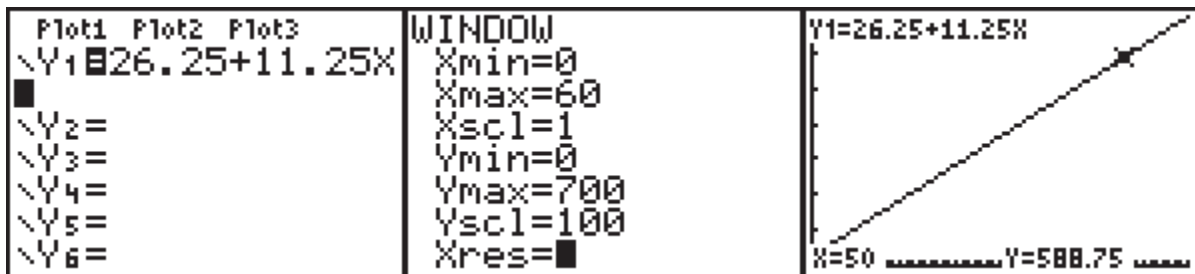 Plot1 Plot2 Plot3
\Y1=26.25+11.25X
\Y2=
\Y3=
\Y4=
\Y5=
\Y6=
WINDOW
Xmin=0
Xmax=60
Xscl=1
Ymin=0
Ymax=700
Yscl=100
Xres=
Y1=26.25+11.25X
X=50 Y=588.75